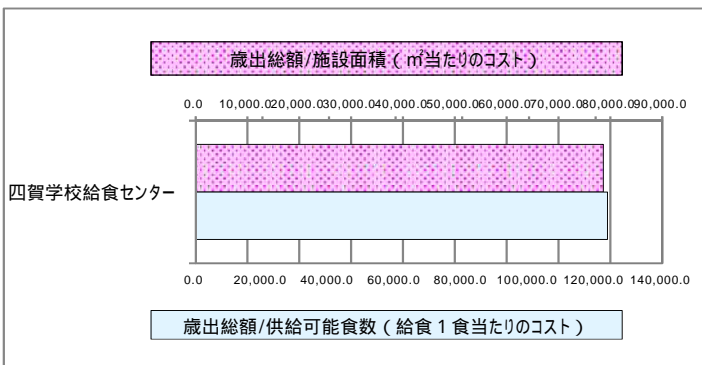 歳出総額/施設面積（㎡当たりのコスト）
0.0 10,000.0 20,000.0 30,000.0 40,000.0 50,000.0 60,000.0 70,000.0 80,000.0 90,000.0
四賀学校給食センター
0.0 20,000.0 40,000.0 60,000.0 80,000.0 100,000.0 120,000.0 140,000.0
歳出総額/供給可能食数（給食１食当たりのコスト）